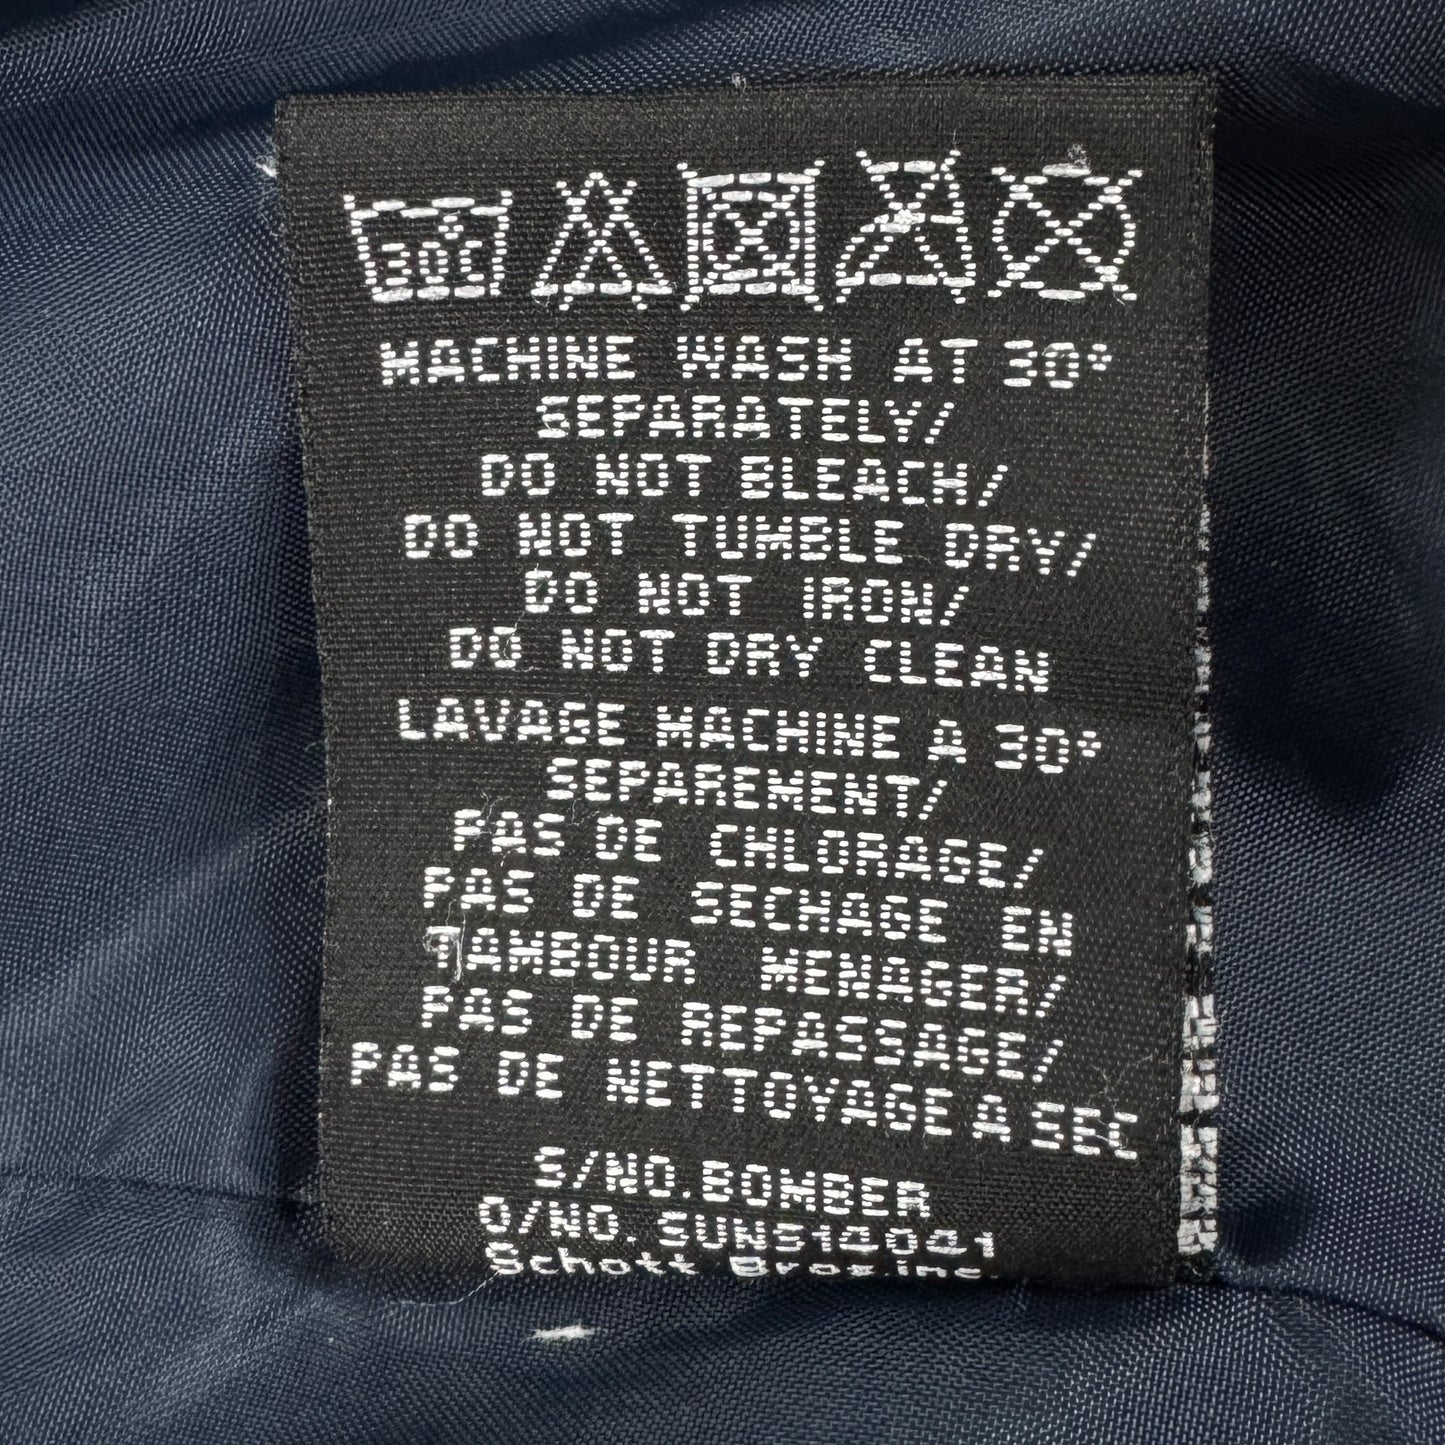 30°C
MACHINE WASH AT 30°
SEPARATELY/
DO NOT BLEACH/
DO NOT TUMBLE DRY/
DO NOT IRON/
DO NOT DRY CLEAN
LAVAGE MACHINE A 30°
SEPAREMENT/
PAS DE CHLORAGE/
PAS DE SECHAGE EN
TAMBOUR MENAGER/
PAS DE REPASSAGE/
PAS DE NETTOYAGE A SEC
S/NO.BOMBER
O/NO.SUNS14041
Schott Bros.inc.